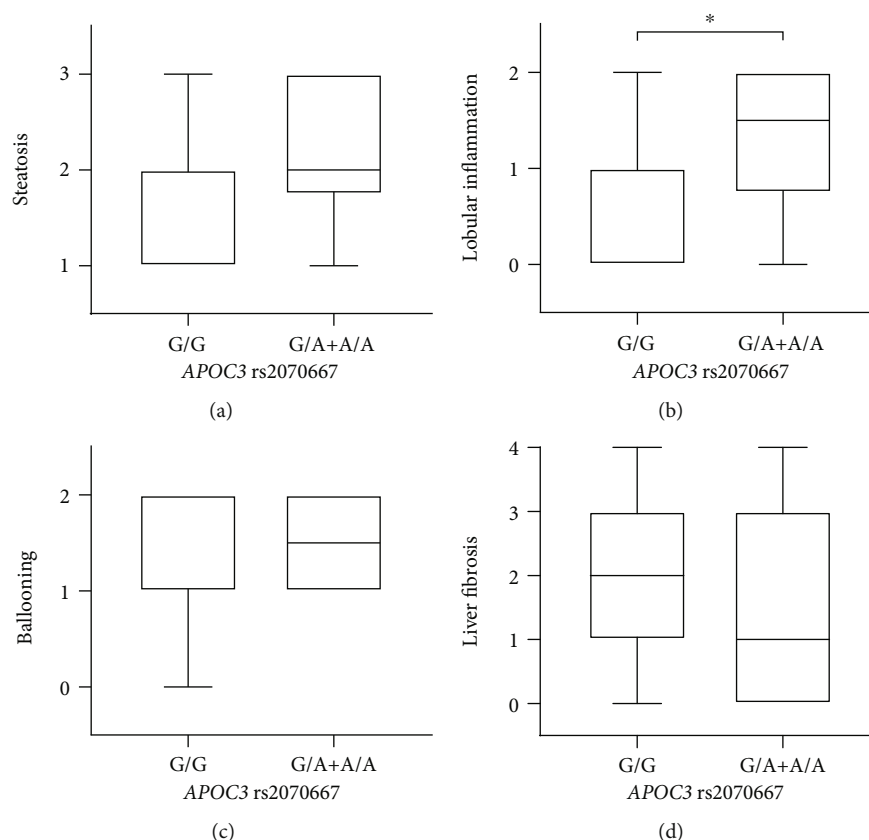 3
2
1
Steatosis
G/G
G/A+A/A
APOC3 rs2070667
(a)
*
2
1
0
Lobular inflammation
G/G
G/A+A/A
APOC3 rs2070667
(b)
2
1
0
Ballooning
G/G
G/A+A/A
APOC3 rs2070667
(c)
4
3
2
1
0
Liver fibrosis
G/G
G/A+A/A
APOC3 rs2070667
(d)